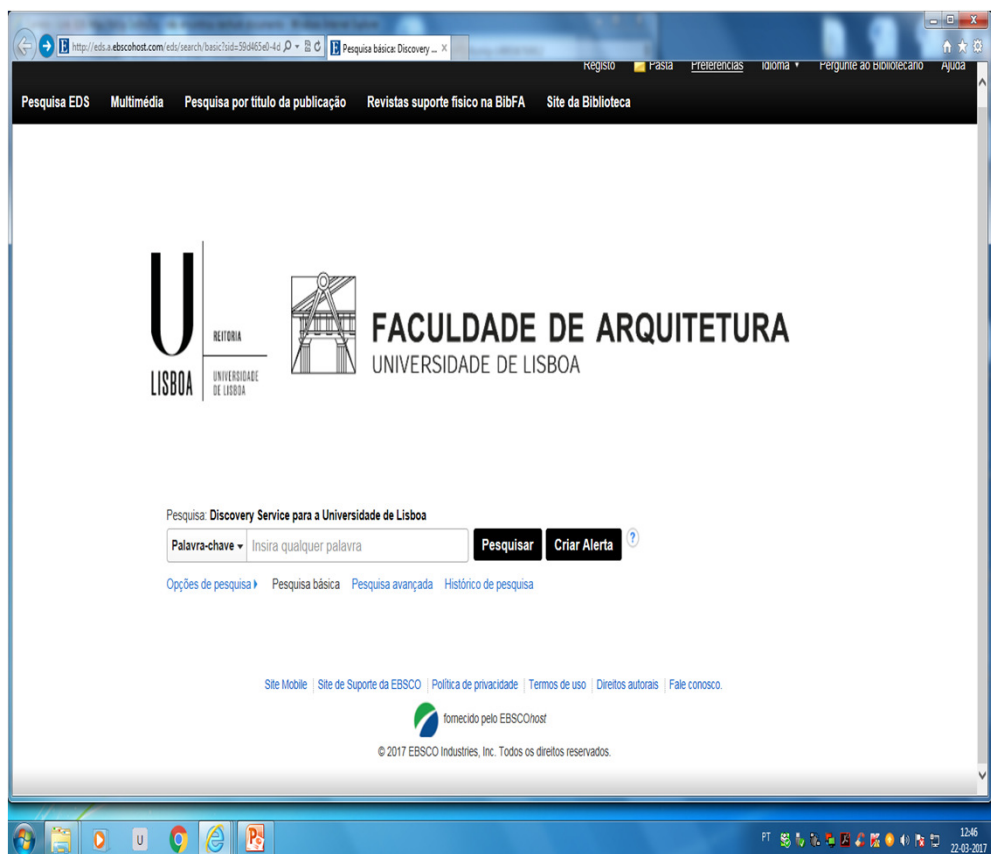 http://eds.a.ebscohost.com/eds/search/basic?sid=59d465e0-4d
Pesquisa básica: Discovery ...
Registo Pasta Preferências Idioma Pergunte ao Bibliotecário Ajuda
Pesquisa EDS Multimédia Pesquisa por título da publicação Revistas suporte físico na BibFA Site da Biblioteca
U
LISBOA
REITORIA
UNIVERSIDADE
DE LISBOA
FACULDADE DE ARQUITETURA
UNIVERSIDADE DE LISBOA
Pesquisa: Discovery Service para a Universidade de Lisboa
Palavra-chave Insira qualquer palavra Pesquisar Criar Alerta ?
Opções de pesquisa Pesquisa básica Pesquisa avançada Histórico de pesquisa
Site Mobile | Site de Suporte da EBSCO | Política de privacidade | Termos de uso | Direitos autorais | Fale conosco.
fornecido pelo EBSCOhost
© 2017 EBSCO Industries, Inc. Todos os direitos reservados.
U
PT 12:46
22-03-2017